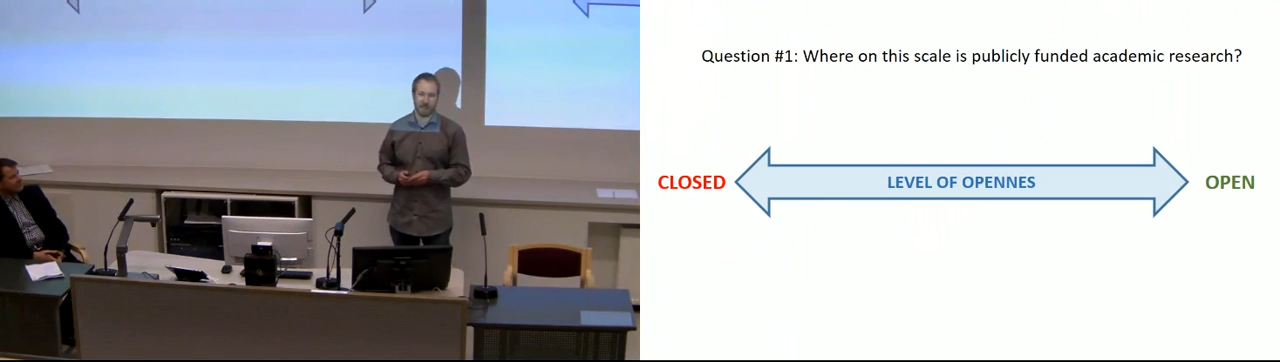 Question #1: Where on this scale is publicly funded academic research?
CLOSED
LEVEL OF OPENNES
OPEN